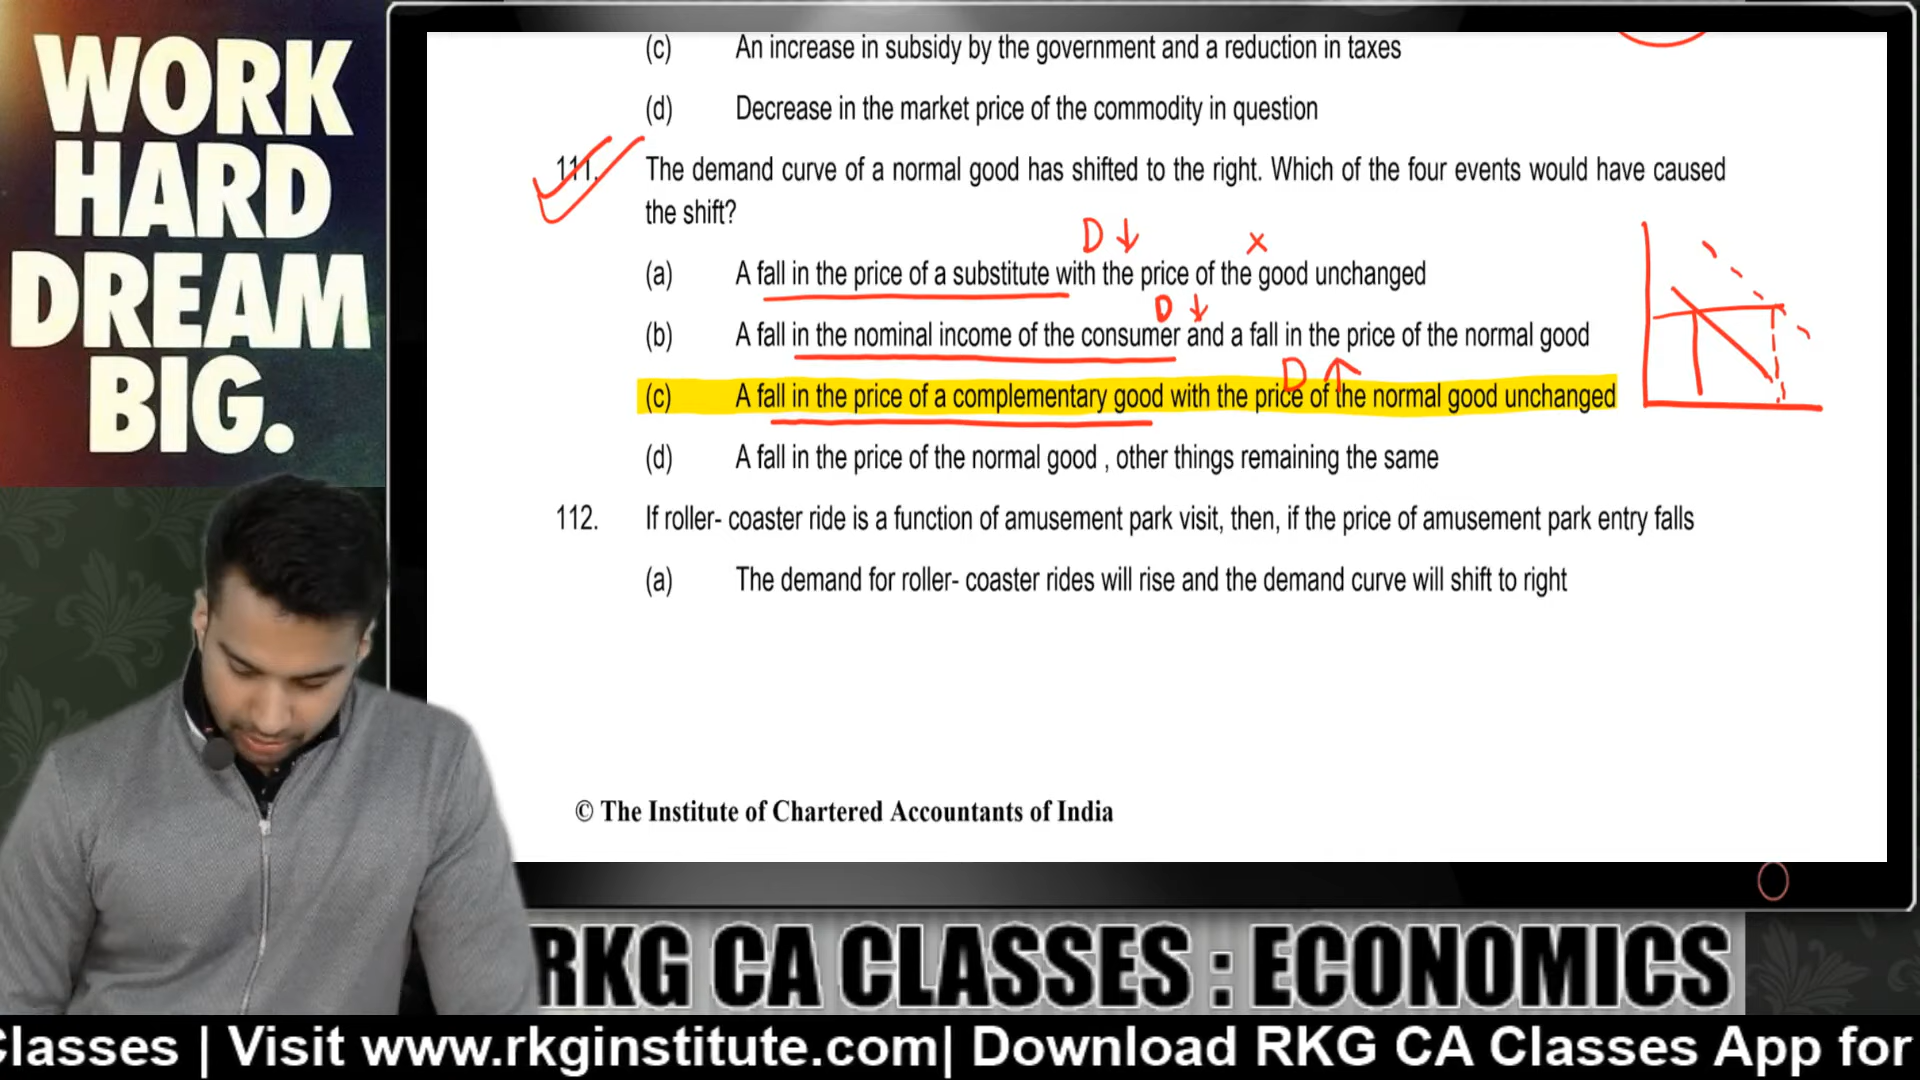 WORK
HARD
DREAM
BIG.
(c) An increase in subsidy by the government and a reduction in taxes
(d) Decrease in the market price of the commodity in question
111. The demand curve of a normal good has shifted to the right. Which of the four events would have caused
the shift?
D ↓ x
(a) A fall in the price of a substitute with the price of the good unchanged
D ↓
(b) A fall in the nominal income of the consumer and a fall in the price of the normal good
D ↑
(c) A fall in the price of a complementary good with the price of the normal good unchanged
(d) A fall in the price of the normal good , other things remaining the same
112. If roller- coaster ride is a function of amusement park visit, then, if the price of amusement park entry falls
(a) The demand for roller- coaster rides will rise and the demand curve will shift to right
© The Institute of Chartered Accountants of India
RKG CA CLASSES : ECONOMICS
Classes | Visit www.rkginstitute.com| Download RKG CA Classes App for